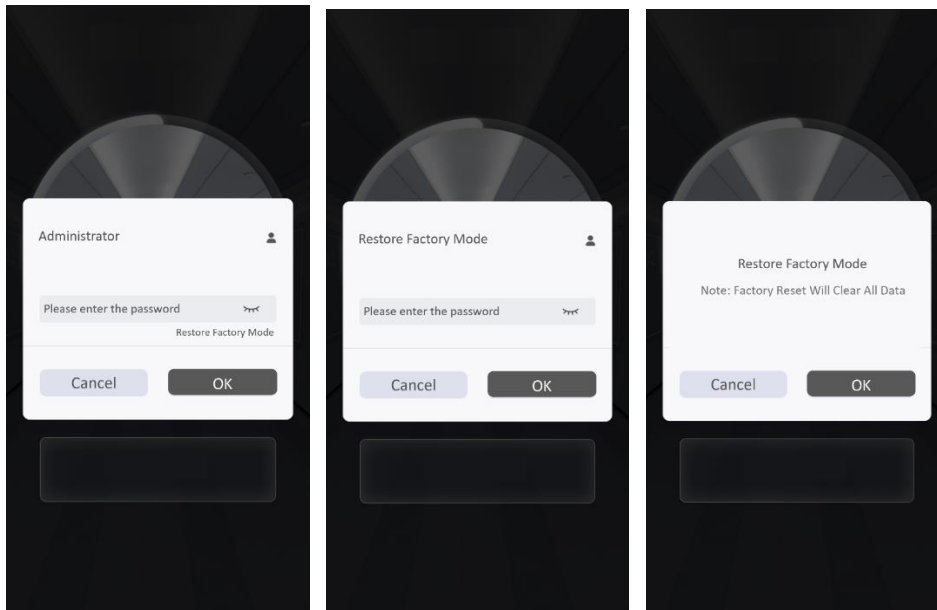 Administrator
Please enter the password
Restore Factory Mode
Cancel
OK
Restore Factory Mode
Please enter the password
Cancel
OK
Restore Factory Mode
Note: Factory Reset Will Clear All Data
Cancel
OK